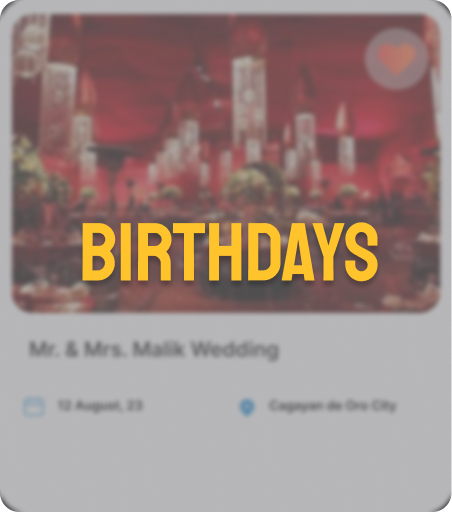 BIRTHDAYS
Mr. & Mrs. Malik Wedding
12 August, 23
Cagayan de Oro City